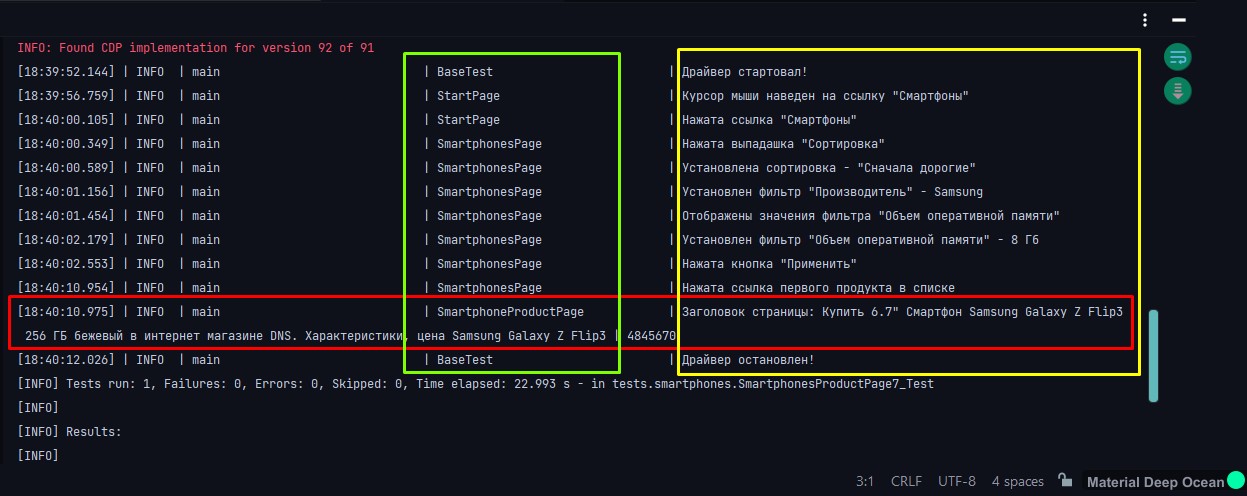 INFO: Found CDP implementation for version 92 of 91
[18:39:52.144] | INFO | main | BaseTest | Драйвер стартовал!
[18:39:56.759] | INFO | main | StartPage | Курсор мыши наведен на ссылку "Смартфоны"
[18:40:00.105] | INFO | main | StartPage | Нажата ссылка "Смартфоны"
[18:40:00.349] | INFO | main | SmartphonesPage | Нажата выпадашка "Сортировка"
[18:40:00.589] | INFO | main | SmartphonesPage | Установлена сортировка - "Сначала дорогие"
[18:40:01.156] | INFO | main | SmartphonesPage | Установлен фильтр "Производитель" - Samsung
[18:40:01.454] | INFO | main | SmartphonesPage | Отображены значения фильтра "Объем оперативной памяти"
[18:40:02.179] | INFO | main | SmartphonesPage | Установлен фильтр "Объем оперативной памяти" - 8 Гб
[18:40:02.553] | INFO | main | SmartphonesPage | Нажата кнопка "Применить"
[18:40:10.954] | INFO | main | SmartphonesPage | Нажата ссылка первого продукта в списке
[18:40:10.975] | INFO | main | SmartphoneProductPage | Заголовок страницы: Купить 6.7" Смартфон Samsung Galaxy Z Flip3
256 ГБ бежевый в интернет магазине DNS. Характеристики, цена Samsung Galaxy Z Flip3 | 4845670
[18:40:12.026] | INFO | main | BaseTest | Драйвер остановлен!
[INFO] Tests run: 1, Failures: 0, Errors: 0, Skipped: 0, Time elapsed: 22.993 s - in tests.smartphones.SmartphonesProductPage7_Test
[INFO]
[INFO] Results:
[INFO]
3:1 CRLF UTF-8 4 spaces Material Deep Ocean